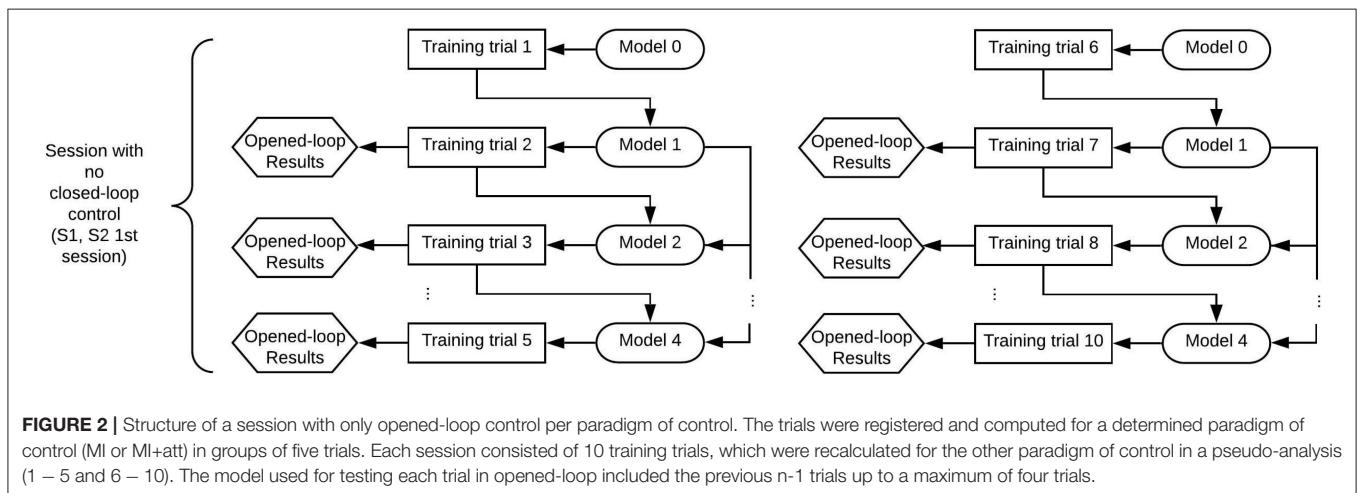 Session with
no
closed-loop
control
(S1, S2 1st
session)
Training trial 1
Model 0
Opened-loop
Results
Training trial 2
Model 1
Opened-loop
Results
Training trial 3
Model 2
...
...
Opened-loop
Results
Training trial 5
Model 4
Training trial 6
Model 0
Opened-loop
Results
Training trial 7
Model 1
Opened-loop
Results
Training trial 8
Model 2
...
...
Opened-loop
Results
Training trial 10
Model 4
FIGURE 2 | Structure of a session with only opened-loop control per paradigm of control. The trials were registered and computed for a determined paradigm of
control (MI or MI+att) in groups of five trials. Each session consisted of 10 training trials, which were recalculated for the other paradigm of control in a pseudo-analysis
(1 − 5 and 6 − 10). The model used for testing each trial in opened-loop included the previous n-1 trials up to a maximum of four trials.